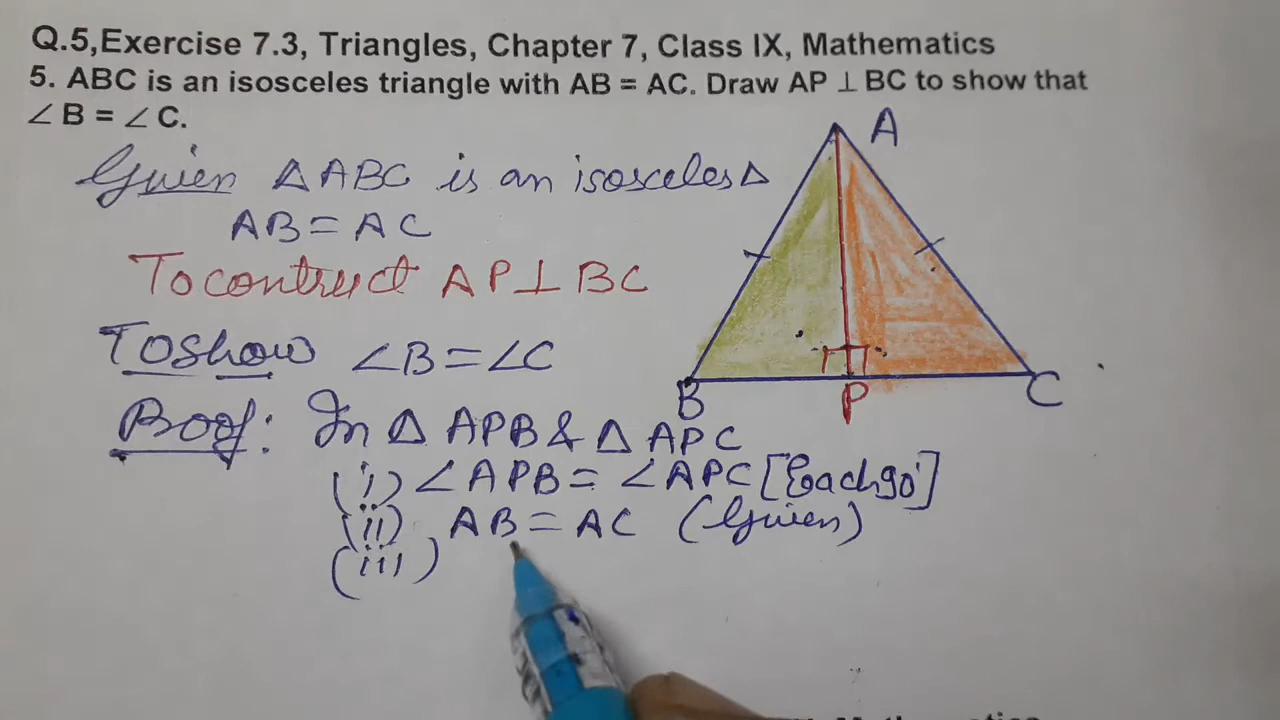 Q.5,Exercise 7.3, Triangles, Chapter 7, Class IX, Mathematics
5. ABC is an isosceles triangle with AB = AC. Draw AP ⊥ BC to show that
∠ B = ∠ C.
Given △ABC is an isosceles △
AB = AC
To contruct AP ⊥ BC
To show ∠B = ∠C
Proof: In △ APB & △ APC
(i) ∠APB = ∠APC [Each 90°]
(ii) AB = AC (Given)
(iii)
A
B
P
C